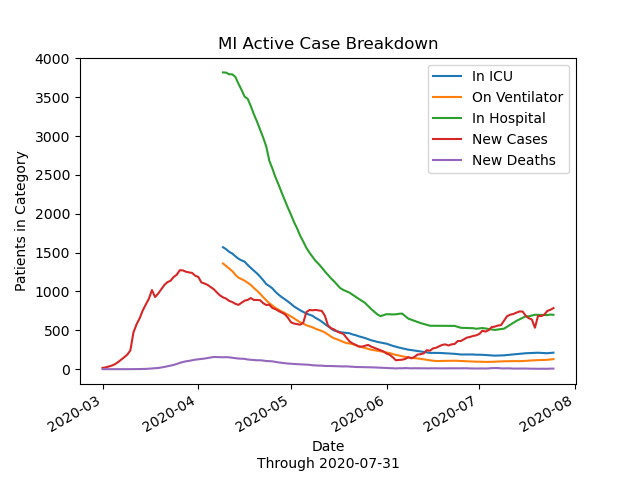 MI Active Case Breakdown
Patients in Category
4000
3500
3000
2500
2000
1500
1000
500
0
In ICU
On Ventilator
In Hospital
New Cases
New Deaths
2020-03
2020-04
2020-05
2020-06
2020-07
2020-08
Date
Through 2020-07-31